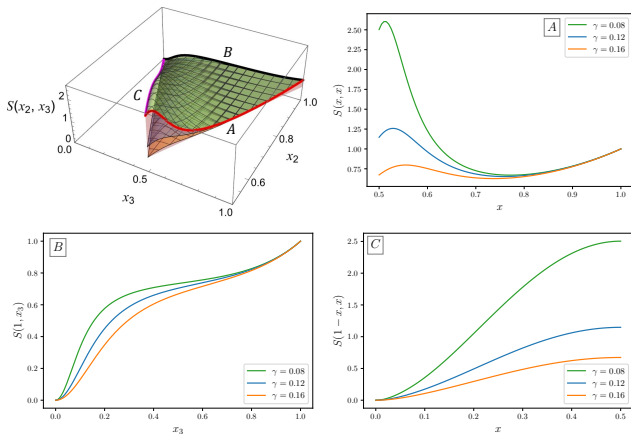 B
C
A
S(x₂, x₃)
2
1
0
0.0
0.5
1.0
x₃
0.6
0.8
1.0
x₂
A
γ = 0.08
γ = 0.12
γ = 0.16
S(x, x)
2.50
2.25
2.00
1.75
1.50
1.25
1.00
0.75
0.5 0.6 0.7 0.8 0.9 1.0
x
B
S(1, x₃)
1.0
0.8
0.6
0.4
0.2
0.0
γ = 0.08
γ = 0.12
γ = 0.16
0.0 0.2 0.4 0.6 0.8 1.0
x₃
C
S(1 − x, x)
2.5
2.0
1.5
1.0
0.5
0.0
γ = 0.08
γ = 0.12
γ = 0.16
0.0 0.1 0.2 0.3 0.4 0.5
x